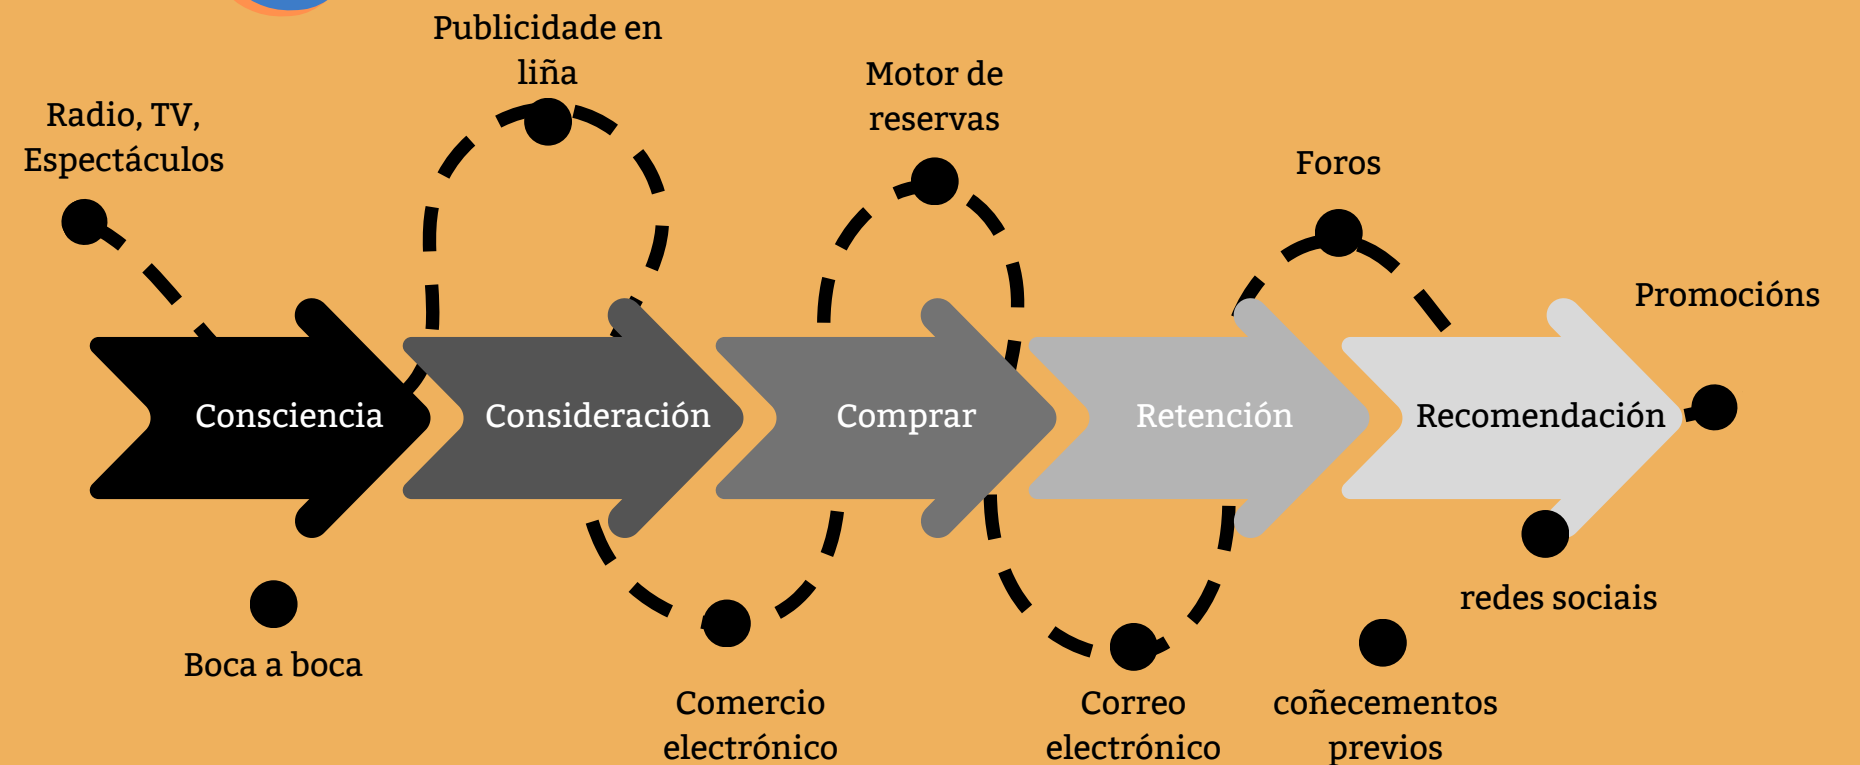 Publicidade en
liña
Radio, TV,
Espectáculos
Motor de
reservas
Foros
Promocións
Consciencia
Consideración
Comprar
Retención
Recomendación
Boca a boca
Comercio
electrónico
Correo
electrónico
coñecementos
previos
redes sociais